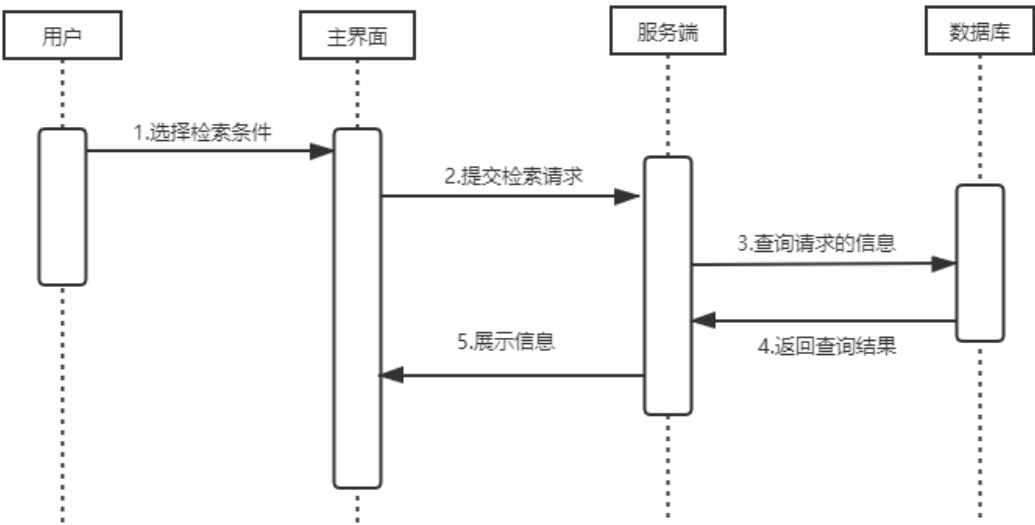 用户
主界面
服务端
数据库
1.选择检索条件
2.提交检索请求
3.查询请求的信息
4.返回查询结果
5.展示信息